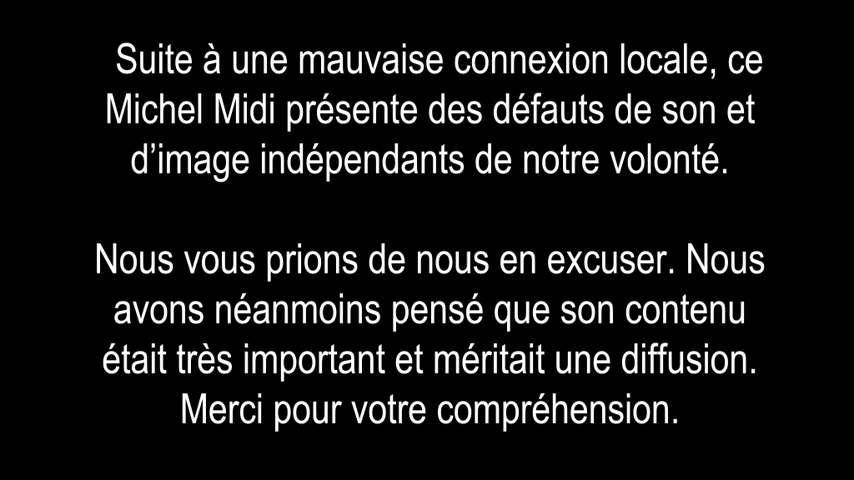 Suite à une mauvaise connexion locale, ce
Michel Midi présente des défauts de son et
d’image indépendants de notre volonté.
Nous vous prions de nous en excuser. Nous
avons néanmoins pensé que son contenu
était très important et méritait une diffusion.
Merci pour votre compréhension.